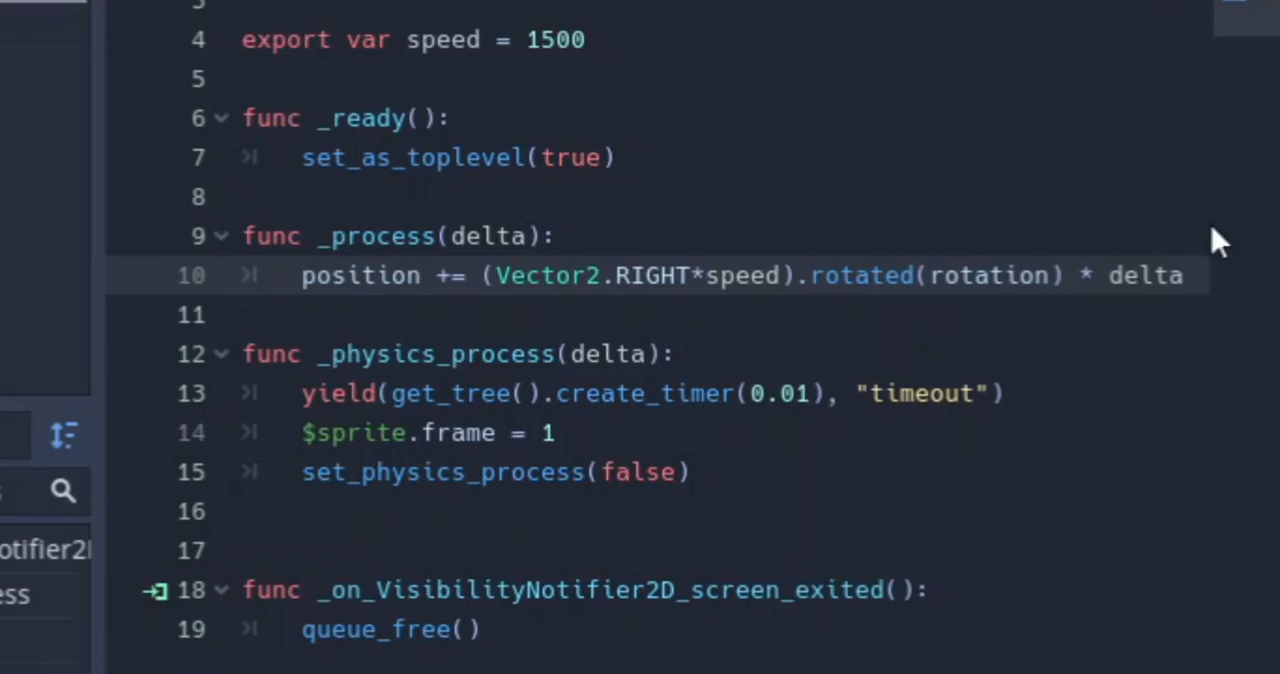 3
4 export var speed = 1500
5
6 func _ready():
7 set_as_toplevel(true)
8
9 func _process(delta):
10 position += (Vector2.RIGHT*speed).rotated(rotation) * delta
11
12 func _physics_process(delta):
13 yield(get_tree().create_timer(0.01), "timeout")
14 $sprite.frame = 1
15 set_physics_process(false)
16
17
18 func _on_VisibilityNotifier2D_screen_exited():
19 queue_free()